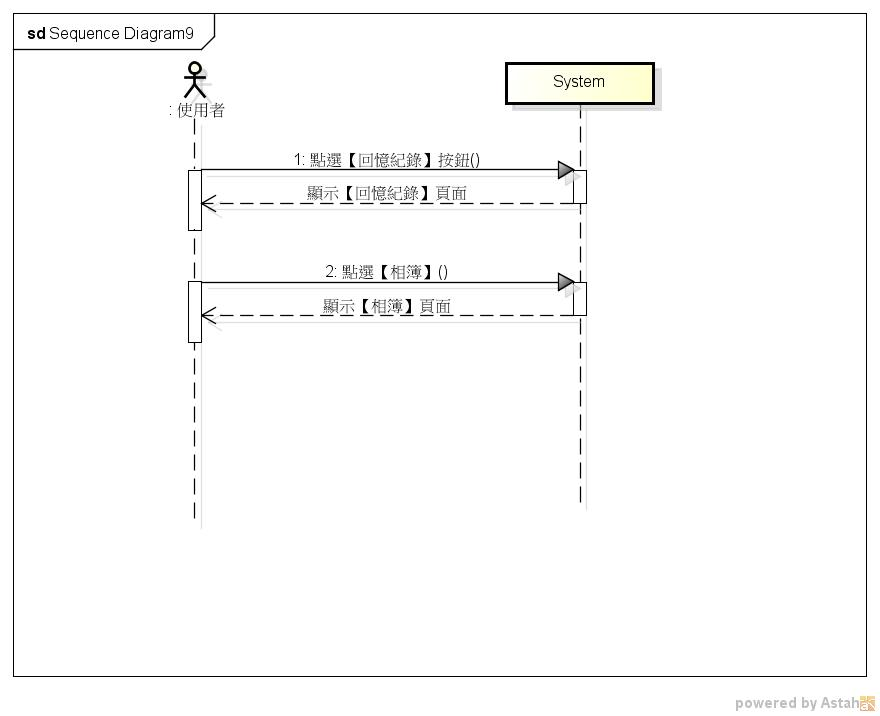 sd Sequence Diagram9
: 使用者
System
1: 點選【回憶紀錄】按鈕()
顯示【回憶紀錄】頁面
2: 點選【相簿】()
顯示【相簿】頁面
powered by Astah